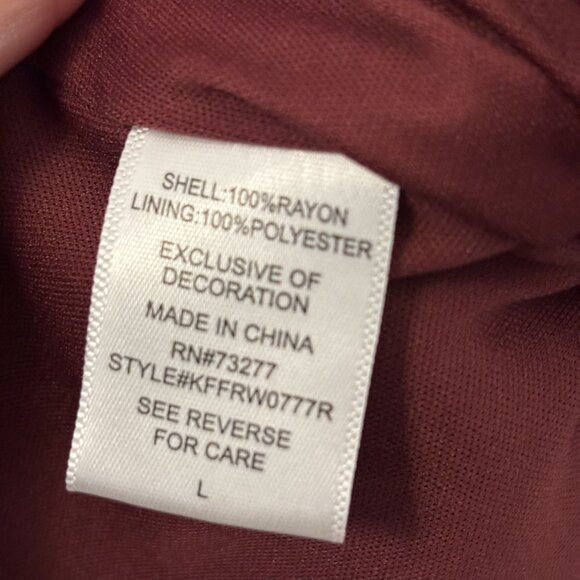 SHELL:100%RAYON
LINING:100%POLYESTER
EXCLUSIVE OF
DECORATION
MADE IN CHINA
RN#73277
STYLE#KFFRW0777R
SEE REVERSE
FOR CARE
L